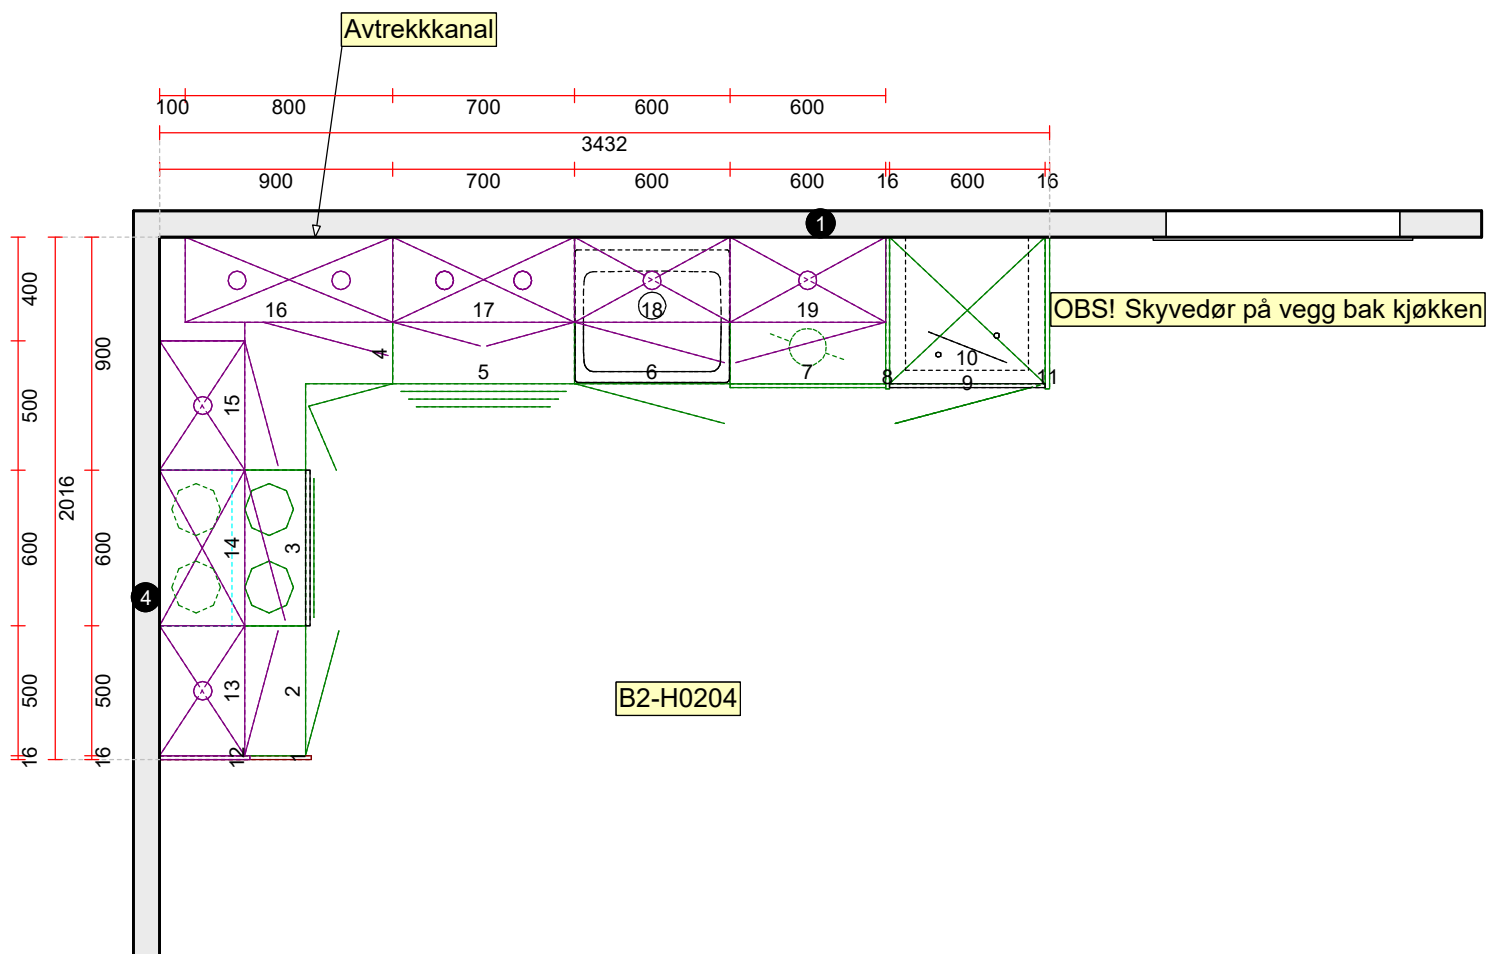 Avtrekkkanal
100 800 700 600 600
3432
900 700 600 600 16 600 16
1
400 900
16 17 18 19
OBS! Skyvedør på vegg bak kjøkken
4 5 6 7 8 9 10 11
500 15
2016
600 600 14 3
4
500 500 13 2
B2-H0204
16 16 12 1